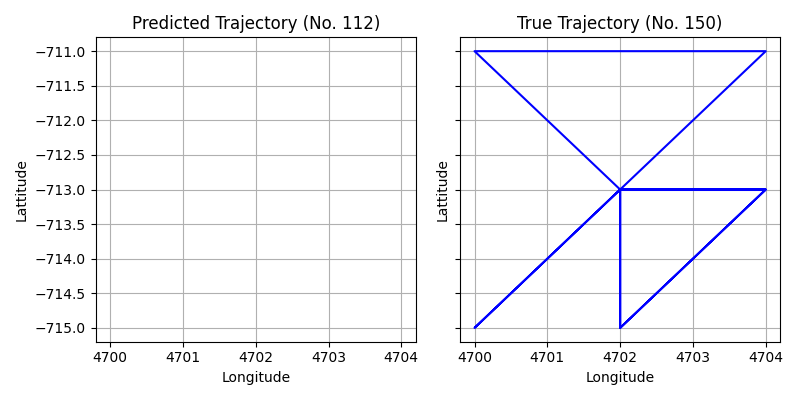 Predicted Trajectory (No. 112)
True Trajectory (No. 150)
Lattitude
−711.0
−711.5
−712.0
−712.5
−713.0
−713.5
−714.0
−714.5
−715.0
4700 4701 4702 4703 4704
Longitude
Lattitude
4700 4701 4702 4703 4704
Longitude